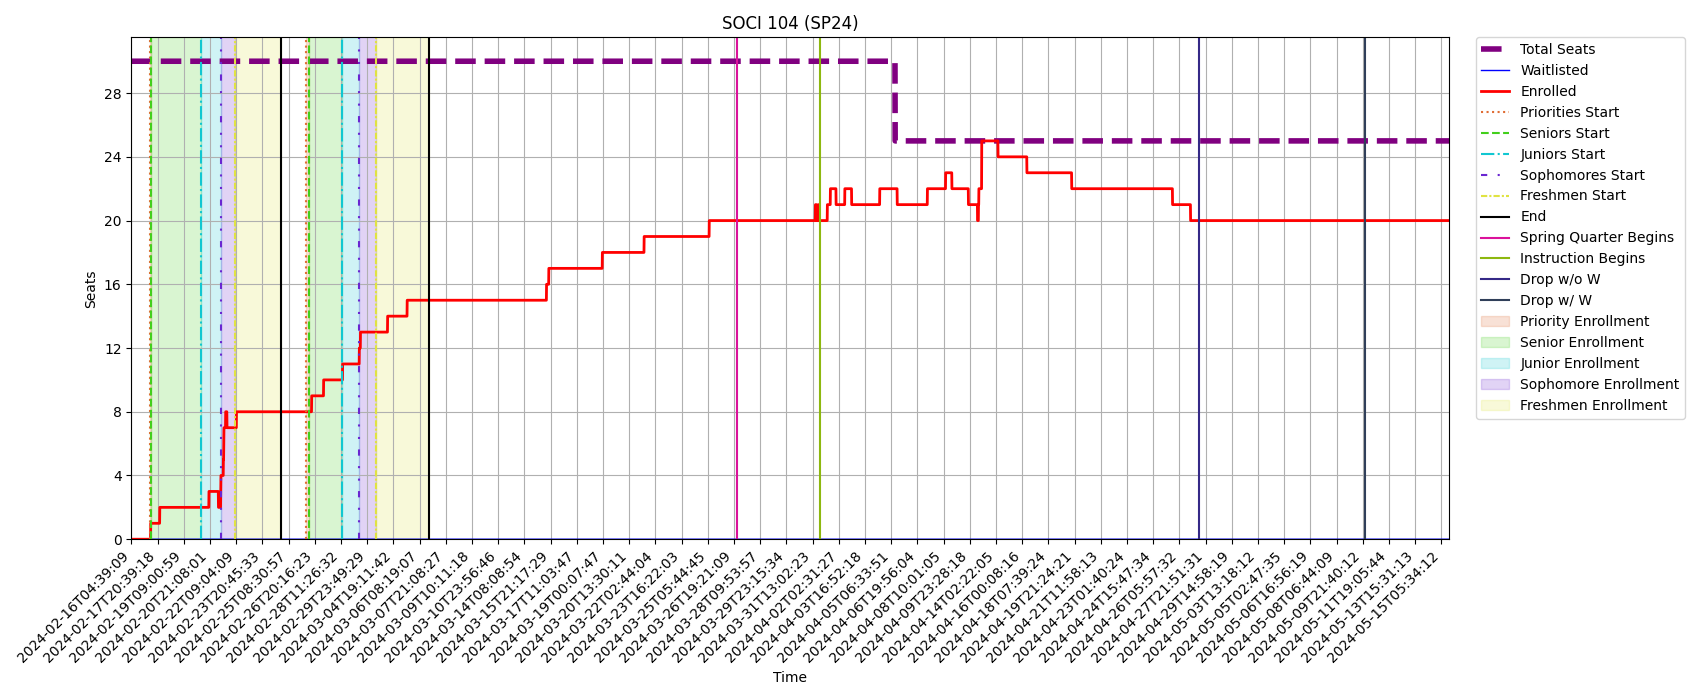 SOCI 104 (SP24)
Seats
28
24
20
16
12
8
4
0
2024-02-16T04:39:09
2024-02-17T20:39:18
2024-02-19T09:00:59
2024-02-20T21:08:01
2024-02-22T09:04:09
2024-02-23T20:45:33
2024-02-25T08:30:57
2024-02-26T20:16:23
2024-02-28T11:26:32
2024-02-29T23:49:29
2024-03-04T19:11:42
2024-03-06T08:19:07
2024-03-07T21:08:27
2024-03-09T10:11:18
2024-03-10T23:56:46
2024-03-14T08:08:54
2024-03-15T21:17:29
2024-03-17T11:03:47
2024-03-19T00:07:47
2024-03-20T13:30:11
2024-03-22T02:44:04
2024-03-23T16:22:03
2024-03-25T05:44:45
2024-03-26T19:21:09
2024-03-28T09:53:57
2024-03-29T23:15:34
2024-03-31T13:02:23
2024-04-02T02:31:27
2024-04-03T16:52:18
2024-04-05T06:33:51
2024-04-06T19:56:04
2024-04-08T10:01:05
2024-04-09T23:28:18
2024-04-14T02:22:05
2024-04-16T00:08:16
2024-04-18T07:39:24
2024-04-19T21:24:21
2024-04-21T11:58:13
2024-04-23T01:40:24
2024-04-24T15:47:34
2024-04-26T05:57:32
2024-04-27T21:51:31
2024-04-29T14:58:19
2024-05-03T13:18:12
2024-05-05T02:47:35
2024-05-06T16:56:19
2024-05-08T06:44:09
2024-05-09T21:40:12
2024-05-11T19:05:44
2024-05-13T15:31:13
2024-05-15T05:34:12
Time
Total Seats
Waitlisted
Enrolled
Priorities Start
Seniors Start
Juniors Start
Sophomores Start
Freshmen Start
End
Spring Quarter Begins
Instruction Begins
Drop w/o W
Drop w/ W
Priority Enrollment
Senior Enrollment
Junior Enrollment
Sophomore Enrollment
Freshmen Enrollment